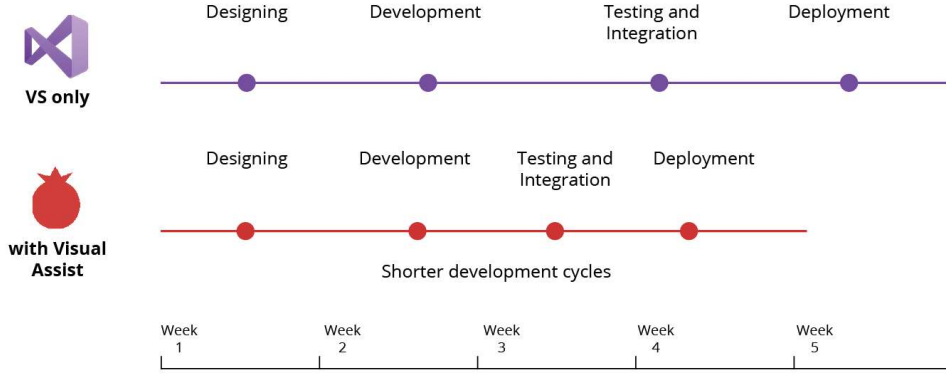 Designing
Development
Testing and
Integration
Deployment
VS only
Designing
Development
Testing and
Integration
Deployment
with Visual
Assist
Shorter development cycles
Week
1
Week
2
Week
3
Week
4
Week
5